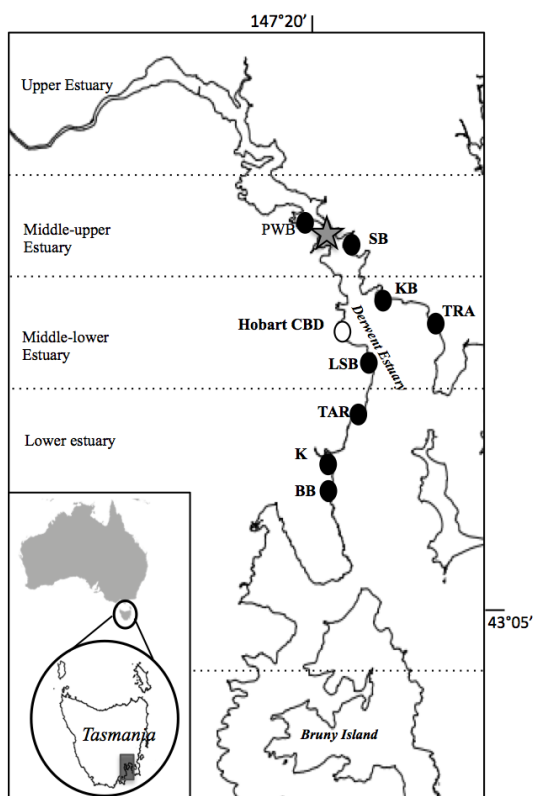 147°20'
Upper Estuary
Middle-upper
Estuary
PWB
SB
KB
TRA
Hobart CBD
Derwent Estuary
Middle-lower
Estuary
LSB
TAR
Lower estuary
K
BB
43°05'
Tasmania
Bruny Island